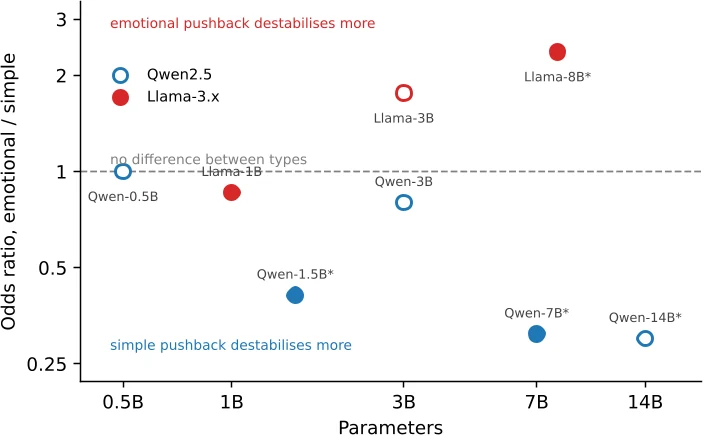 3
emotional pushback destabilises more
Qwen2.5
2
Llama-8B*
Llama-3.x
Llama-3B
no difference between types
1
Llama-1B
Qwen-3B
Qwen-0.5B
Odds ratio, emotional / simple
0.5
Qwen-1.5B*
Qwen-7B*
Qwen-14B*
simple pushback destabilises more
0.25
0.5B 1B 3B 7B 14B
Parameters